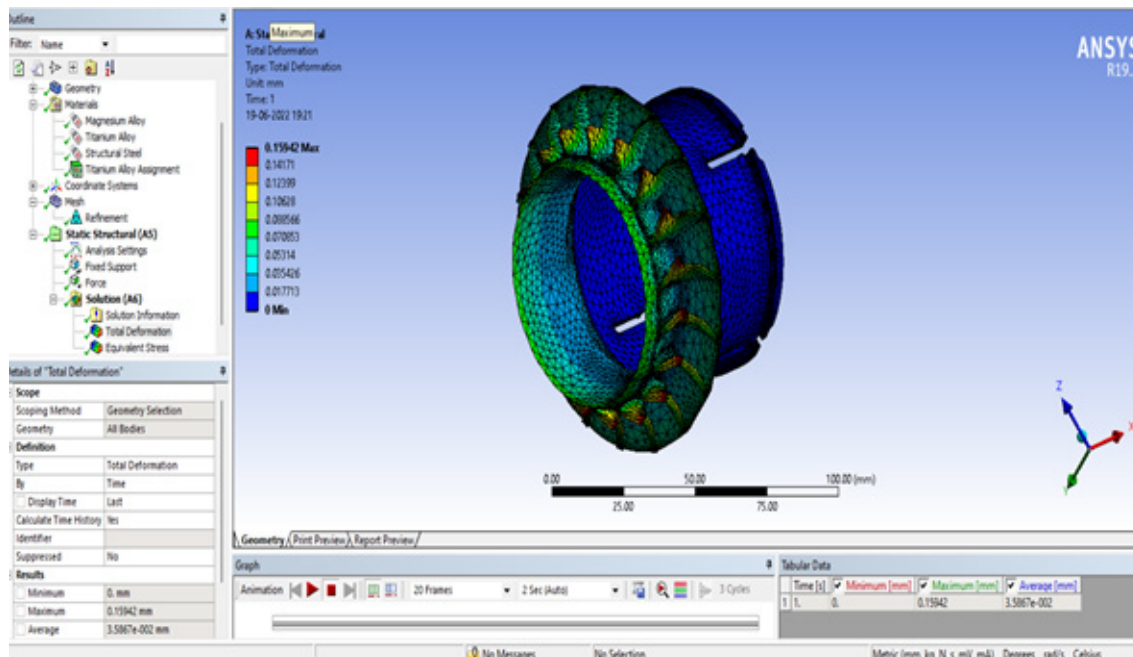 Outline
Filter: Name
Geometry
Materials
Magnesium Alloy
Titanium Alloy
Structural Steel
Titanium Alloy Assignment
Coordinate Systems
Mesh
Refinement
Static Structural (A5)
Analysis Settings
Fixed Support
Force
Solution (A6)
Solution Information
Total Deformation
Equivalent Stress
Details of "Total Deformation"
Scope
Scoping Method Geometry Selection
Geometry All Bodies
Definition
Type Total Deformation
By Time
Display Time Last
Calculate Time History Yes
Identifier
Suppressed No
Results
Minimum 0. mm
Maximum 0.15942 mm
Average 3.5867e-002 mm
A: Sta Maximum al
Total Deformation
Type: Total Deformation
Unit: mm
Time: 1
19-06-2022 19:21
0.15942 Max
0.14171
0.12399
0.10628
0.088566
0.070853
0.05314
0.035426
0.017713
0 Min
ANSYS
R19.
Z
X
Y
0.00 50.00 100.00 (mm)
25.00 75.00
Geometry Print Preview Report Preview
Graph
Animation 20 Frames 2 Sec (Auto) 3 Cycles
Tabular Data
Time [s] Minimum [mm] Maximum [mm] Average [mm]
1 1. 0. 0.15942 3.5867e-002
No Messages No Selection Metric (mm, kg, N, s, mV, mA) Degrees rad/s Celsius